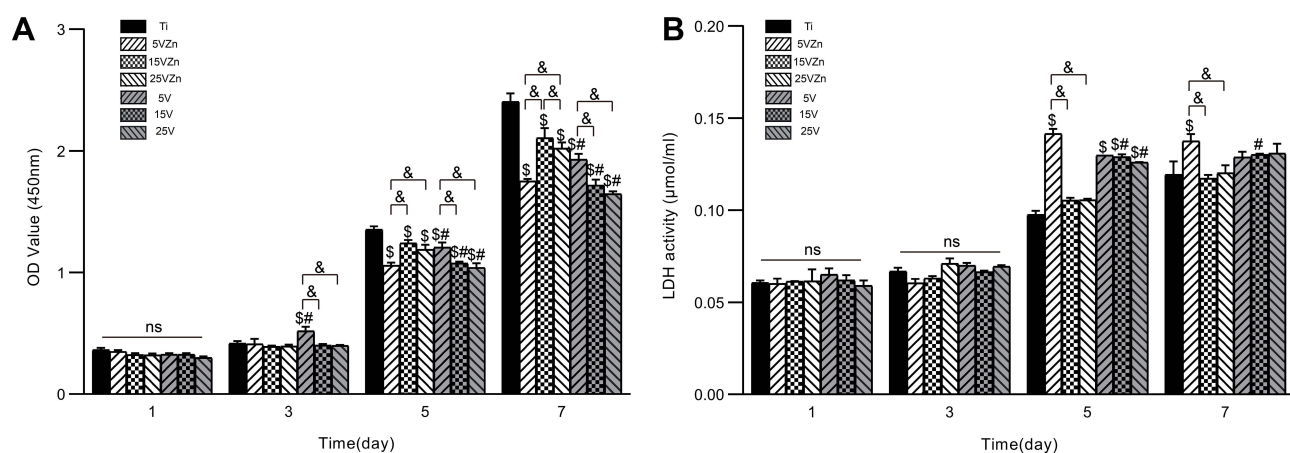 A
OD Value (450nm)
3
2
1
0
Ti
5VZn
15VZn
25VZn
5V
15V
25V
ns
$#
&
&
$
$
$
$#
$#
$#
&
&
&
&
$
$
$
$#
$#
$#
&
&
&
&
&
1
3
5
7
Time(day)
B
LDH activity (μmol/ml)
0.20
0.15
0.10
0.05
0.00
Ti
5VZn
15VZn
25VZn
5V
15V
25V
ns
ns
$
&
&
$
$#
$#
$
&
&
#
1
3
5
7
Time(day)